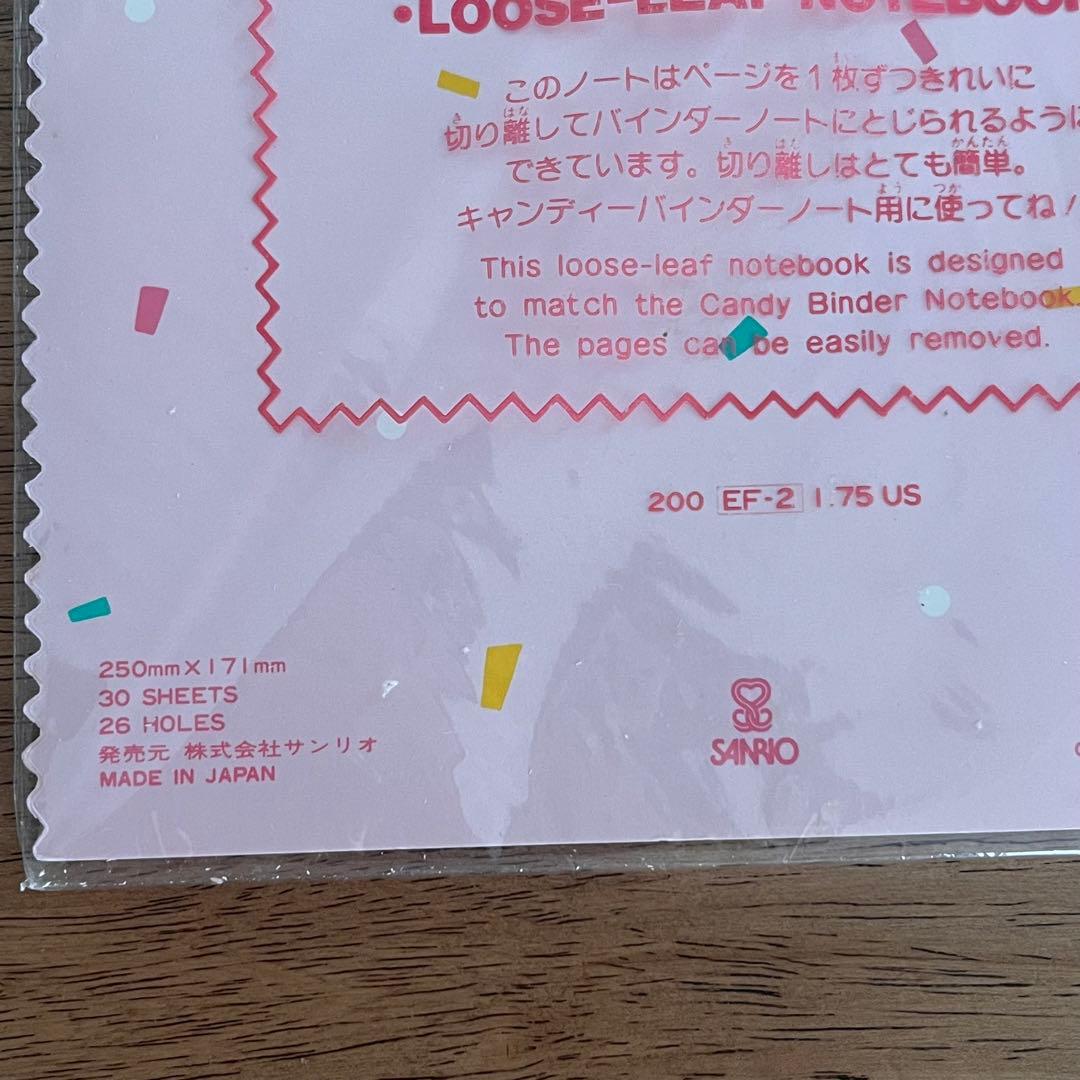 •LOOSE-LEAF NOTEBOOK
このノートはページを1枚ずつきれいに
切り離してバインダーノートにとじられるように
できています。切り離しはとても簡単。
キャンディーバインダーノート用に使ってね!
This loose-leaf notebook is designed
to match the Candy Binder Notebook.
The pages can be easily removed.
200 EF-2 1.75 US
250mm×171mm
30 SHEETS
26 HOLES
発売元 株式会社サンリオ
MADE IN JAPAN
SANRIO